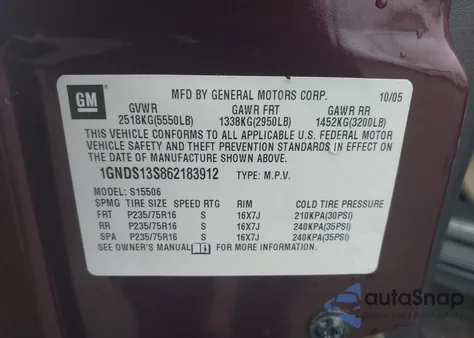 GM
MFD BY GENERAL MOTORS CORP. 10/05
GVWR GAWR FRT GAWR RR
2518KG(5550LB) 1338KG(2950LB) 1452KG(3200LB)
THIS VEHICLE CONFORMS TO ALL APPLICABLE U.S. FEDERAL MOTOR
VEHICLE SAFETY AND THEFT PREVENTION STANDARDS IN EFFECT ON THE
DATE OF MANUFACTURE SHOWN ABOVE.
1GNDS13S862183912 TYPE: M.P.V.
MODEL: S15506
SPMG TIRE SIZE SPEED RTG RIM COLD TIRE PRESSURE
FRT P235/75R16 S 16X7J 210KPA(30PSI)
RR P235/75R16 S 16X7J 240KPA(35PSI)
SPA P235/75R16 S 16X7J 240KPA(35PSI)
SEE OWNER'S MANUAL i FOR MORE INFORMATION.
autoSnap